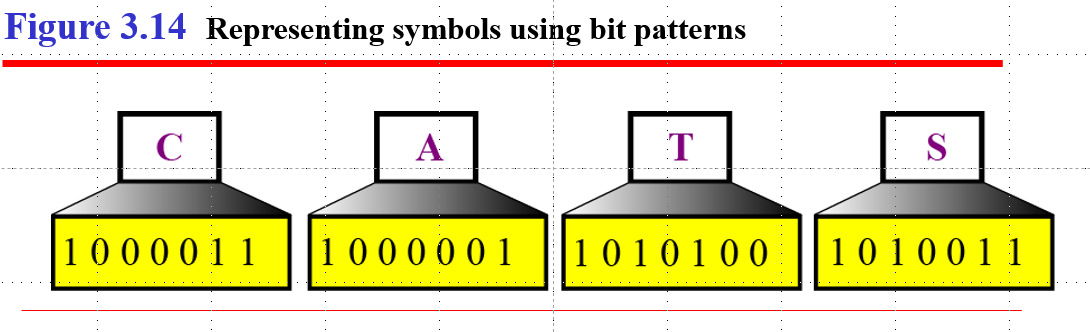 Figure 3.14 Representing symbols using bit patterns
C A T S
1 0 0 0 0 1 1 1 0 0 0 0 0 1 1 0 1 0 1 0 0 1 0 1 0 0 1 1